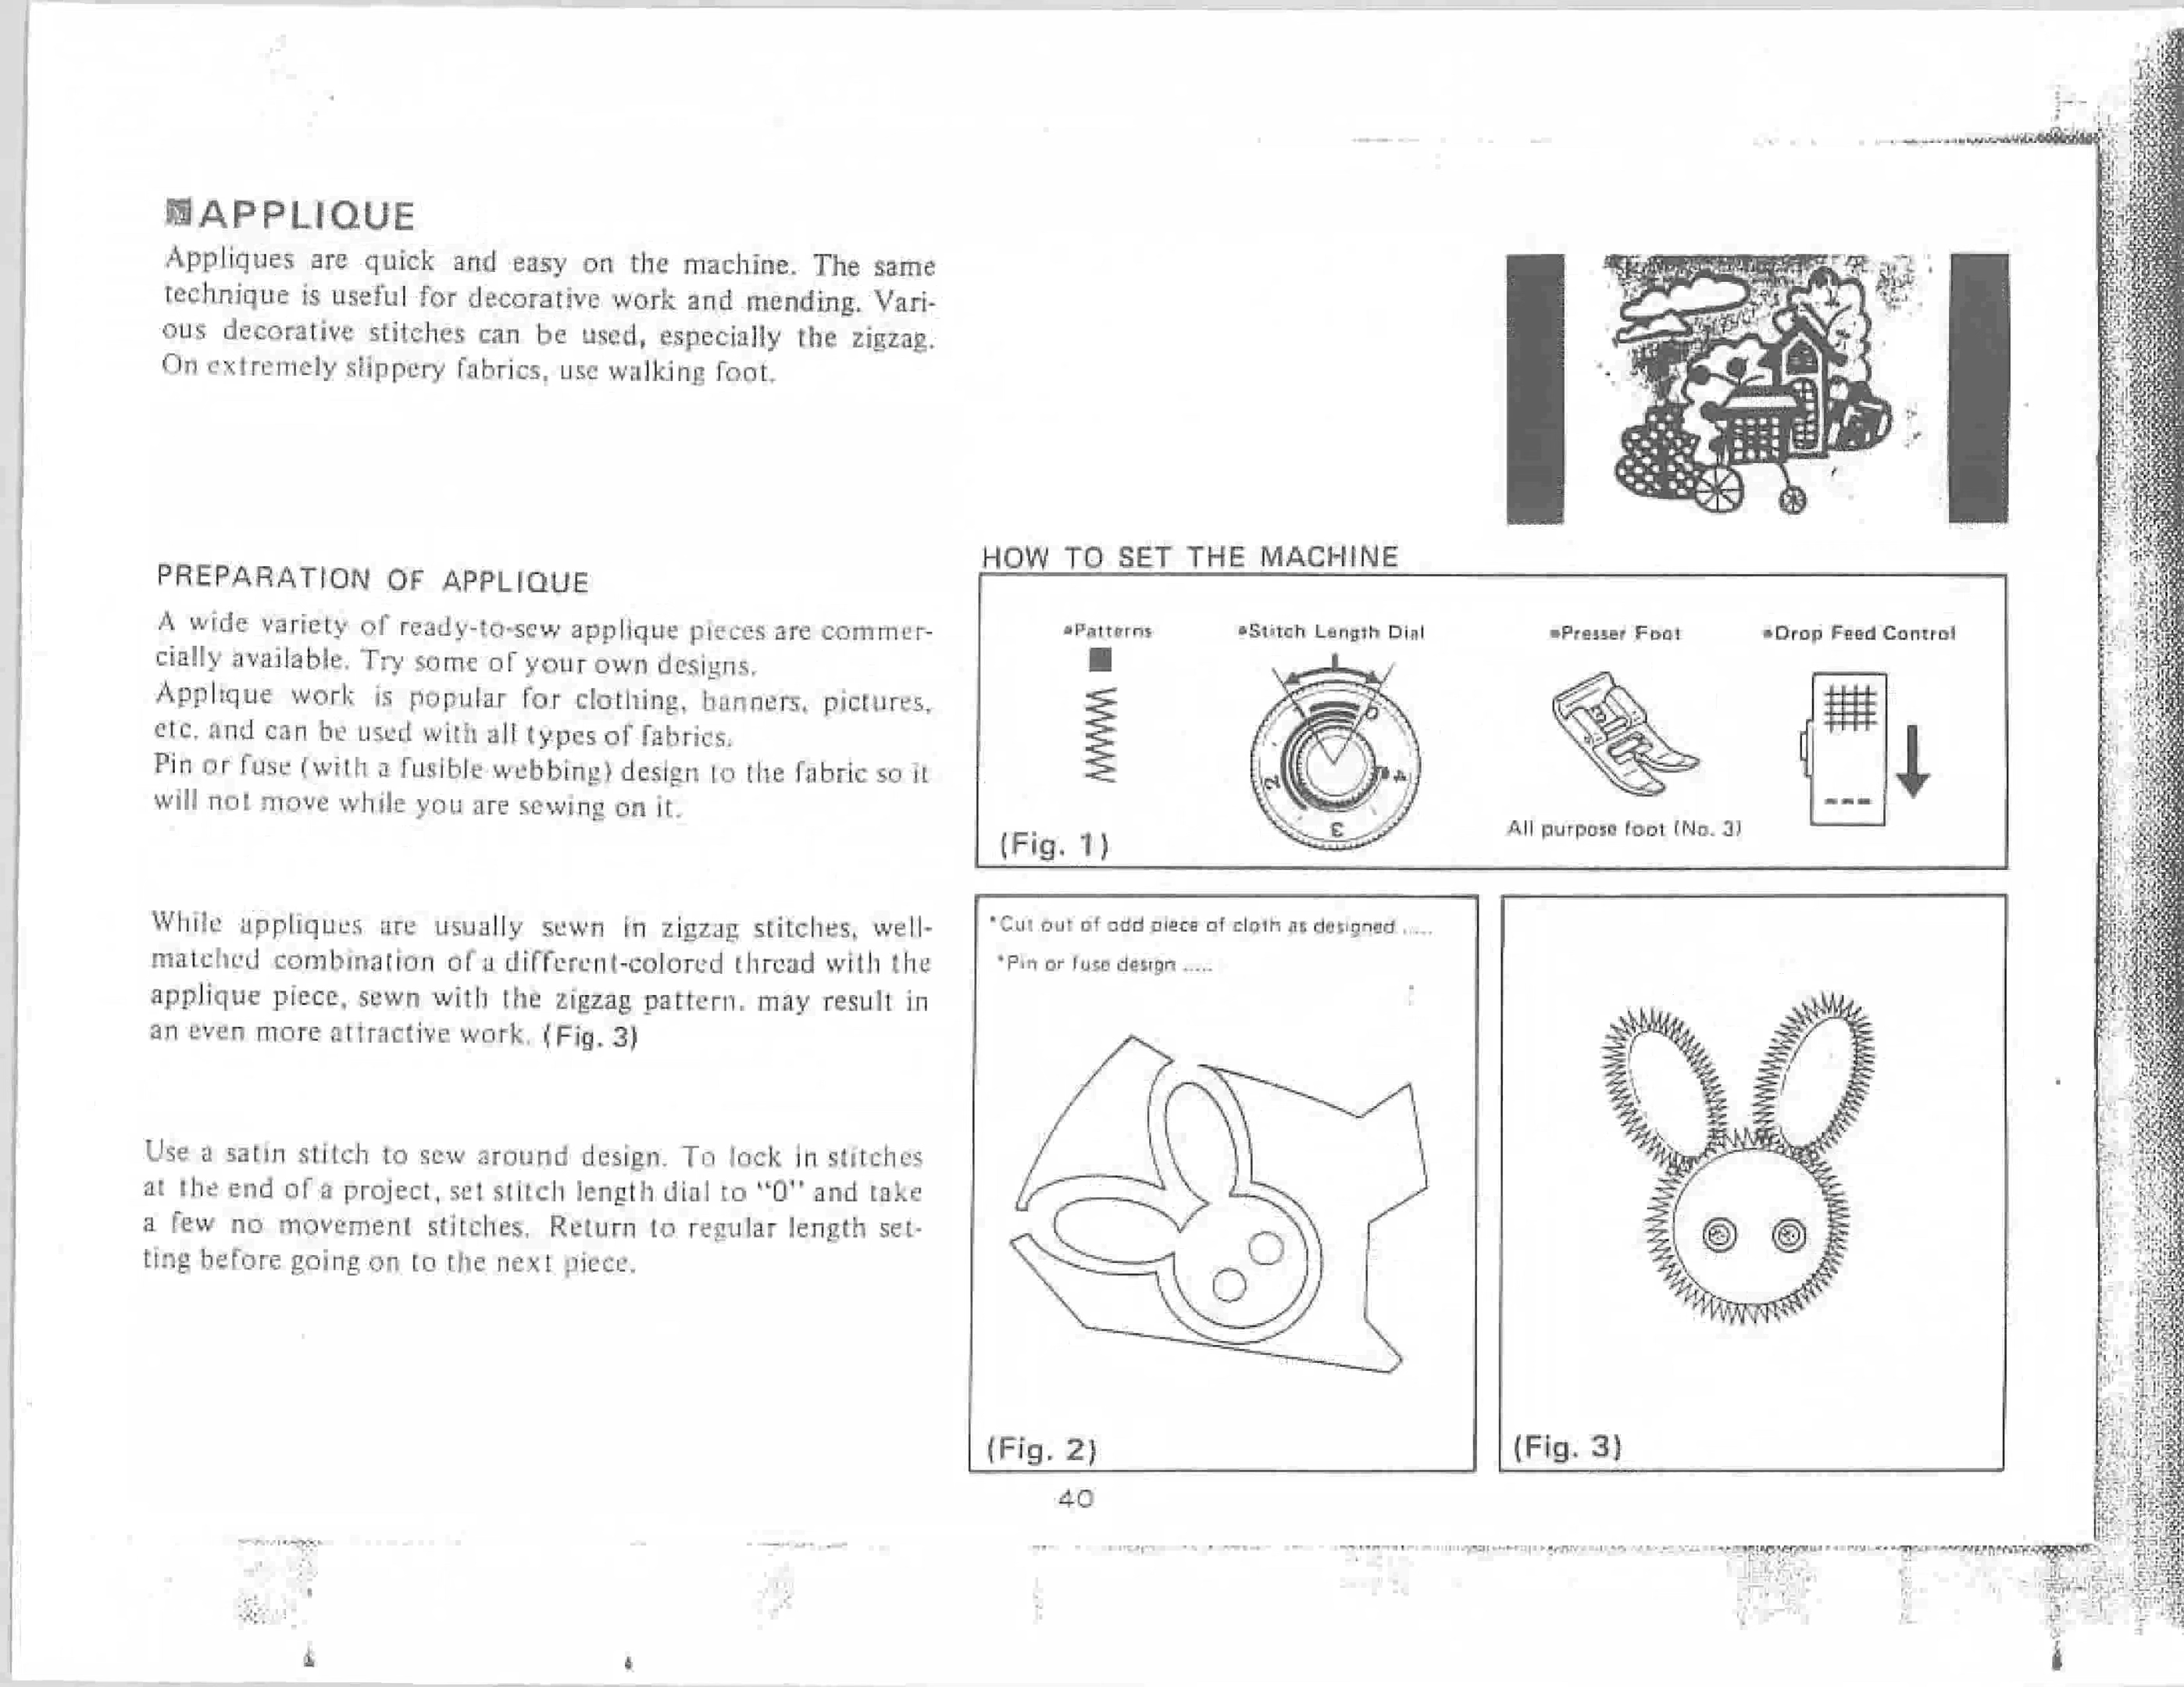 APPLIQUE
Appliques are quick and easy on the machine. The same
technique is useful for decorative work and mending. Vari-
ous decorative stitches can be used, especially the zigzag.
On extremely slippery fabrics, use walking foot.
PREPARATION OF APPLIQUE
A wide variety of ready-to-sew applique pieces are commer-
cially available. Try some of your own designs.
Applique work is popular for clothing, banners, pictures,
etc. and can be used with all types of fabrics.
Pin or fuse (with a fusible webbing) design to the fabric so it
will not move while you are sewing on it.
While appliques are usually sewn in zigzag stitches, well-
matched combination of a different-colored thread with the
applique piece, sewn with the zigzag pattern, may result in
an even more attractive work. (Fig. 3)
Use a satin stitch to sew around design. To lock in stitches
at the end of a project, set stitch length dial to "0" and take
a few no movement stitches. Return to regular length set-
ting before going on to the next piece.
HOW TO SET THE MACHINE
Patterns
Stitch Length Dial
Presser Foot
Drop Feed Control
0
2
3
4
All purpose foot (No. 3)
(Fig. 1)
*Cut out of odd piece of cloth as designed .....
*Pin or fuse design .....
(Fig. 2)
(Fig. 3)
40